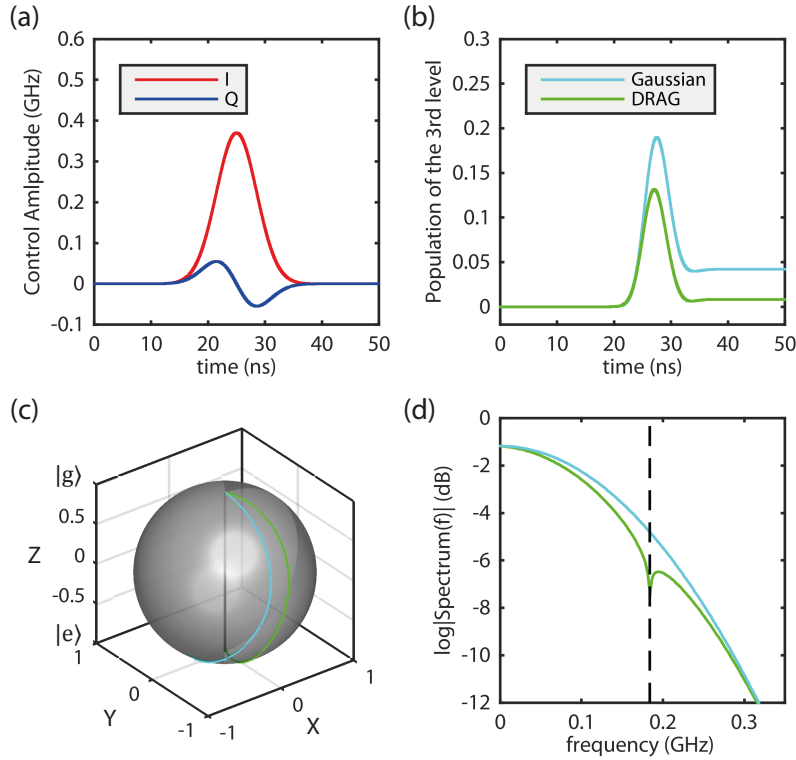 (a)
0.6
0.5
0.4
0.3
0.2
0.1
0
-0.1
Control Amlpitude (GHz)
I
Q
0 10 20 30 40 50
time (ns)
(b)
0.3
0.25
0.2
0.15
0.1
0.05
0
Population of the 3rd level
Gaussian
DRAG
0 10 20 30 40 50
time (ns)
(c)
|g⟩
0.5
0
-0.5
|e⟩
Z
1
0
-1
Y
-1
0
1
X
(d)
0
-2
-4
-6
-8
-10
-12
log|Spectrum(f)| (dB)
0 0.1 0.2 0.3
frequency (GHz)